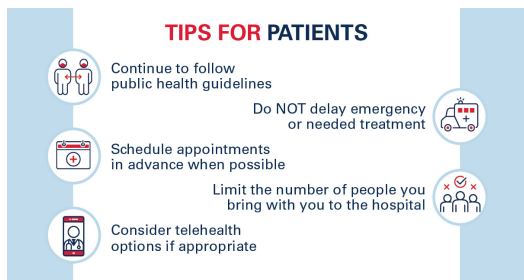 TIPS FOR PATIENTS
Continue to follow
public health guidelines
Do NOT delay emergency
or needed treatment
Schedule appointments
in advance when possible
Limit the number of people you
bring with you to the hospital
Consider telehealth
options if appropriate